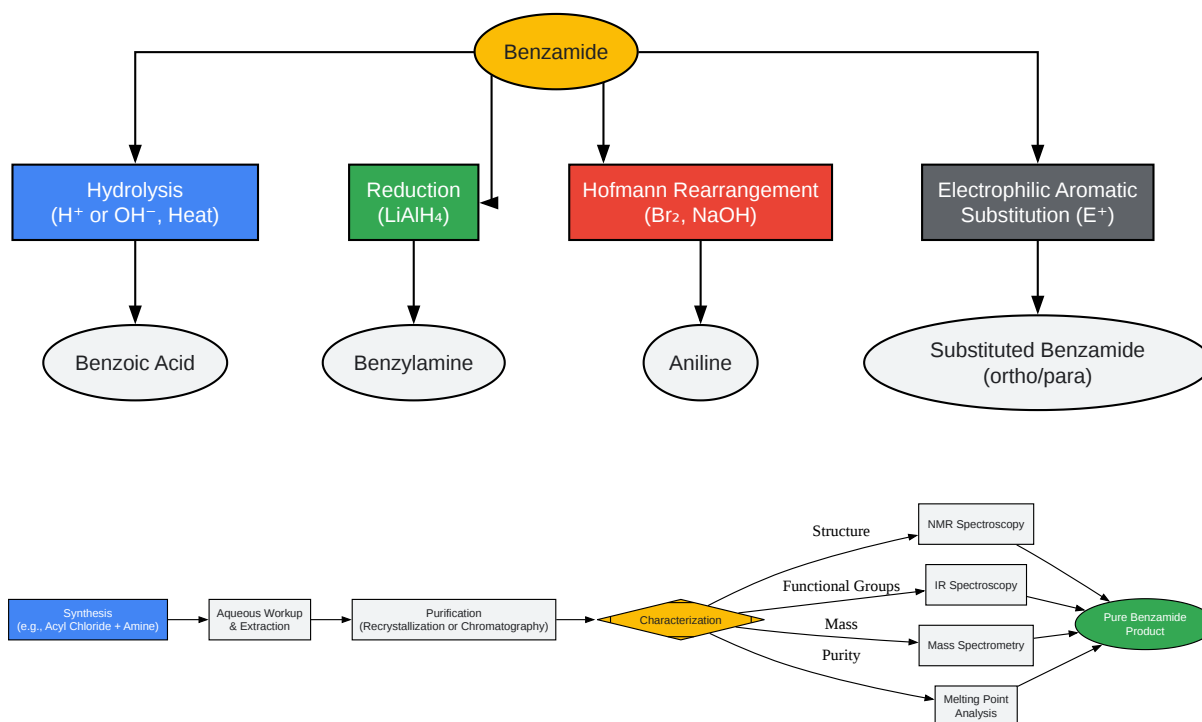 Benzamide
Hydrolysis
(H⁺ or OH⁻, Heat)
Reduction
(LiAlH₄)
Hofmann Rearrangement
(Br₂, NaOH)
Electrophilic Aromatic
Substitution (E⁺)
Benzoic Acid
Benzylamine
Aniline
Substituted Benzamide
(ortho/para)
Synthesis
(e.g., Acyl Chloride + Amine)
Aqueous Workup
& Extraction
Purification
(Recrystallization or Chromatography)
Characterization
Structure
Functional Groups
Mass
Purity
NMR Spectroscopy
IR Spectroscopy
Mass Spectrometry
Melting Point
Analysis
Pure Benzamide
Product